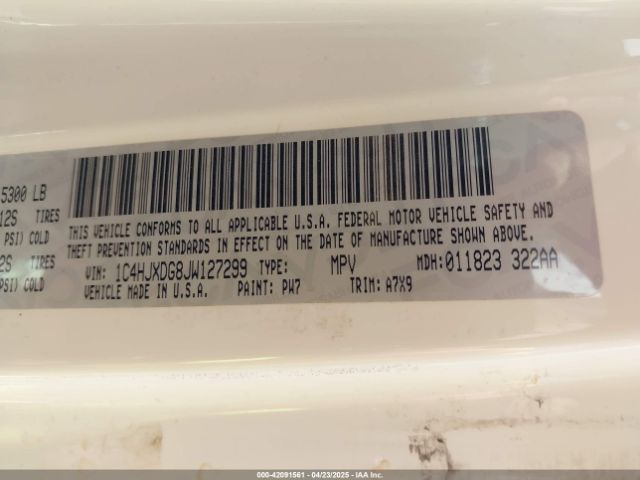 5300 LB
12S TIRES
PSI) COLD
2S TIRES
PSI) COLD
THIS VEHICLE CONFORMS TO ALL APPLICABLE U.S.A. FEDERAL MOTOR VEHICLE SAFETY AND
THEFT PREVENTION STANDARDS IN EFFECT ON THE DATE OF MANUFACTURE SHOWN ABOVE.
VIN: 1C4HJXDG8JW127299 TYPE: MPV MDH: 011823 322AA
VEHICLE MADE IN U.S.A. PAINT: PW7 TRIM: A7X9
000-42091561 | 04/23/2025 | IAA Inc.